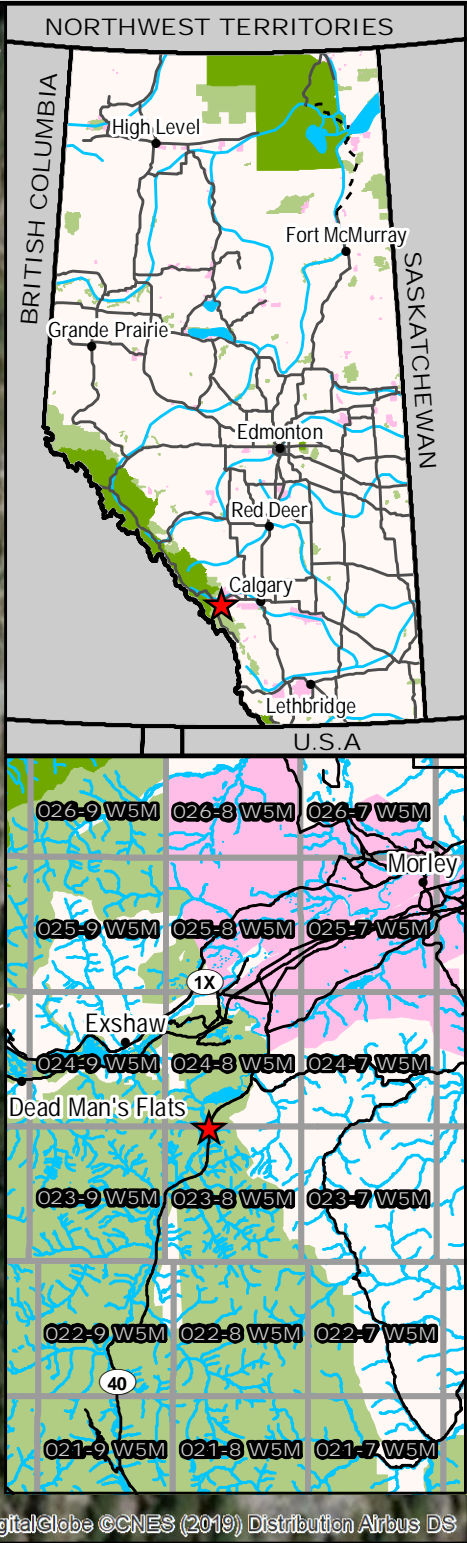 NORTHWEST TERRITORIES
BRITISH COLUMBIA
High Level
Fort McMurray
SASKATCHEWAN
Grande Prairie
Edmonton
Red Deer
Calgary
Lethbridge
U.S.A
026-9 W5M 026-8 W5M 026-7 W5M
Morley
025-9 W5M 025-8 W5M 025-7 W5M
1X
Exshaw
024-9 W5M 024-8 W5M 024-7 W5M
Dead Man's Flats
023-9 W5M 023-8 W5M 023-7 W5M
022-9 W5M 022-8 W5M 022-7 W5M
40
021-9 W5M 021-8 W5M 021-7 W5M
gitalGlobe ©CNES (2019) Distribution Airbus DS